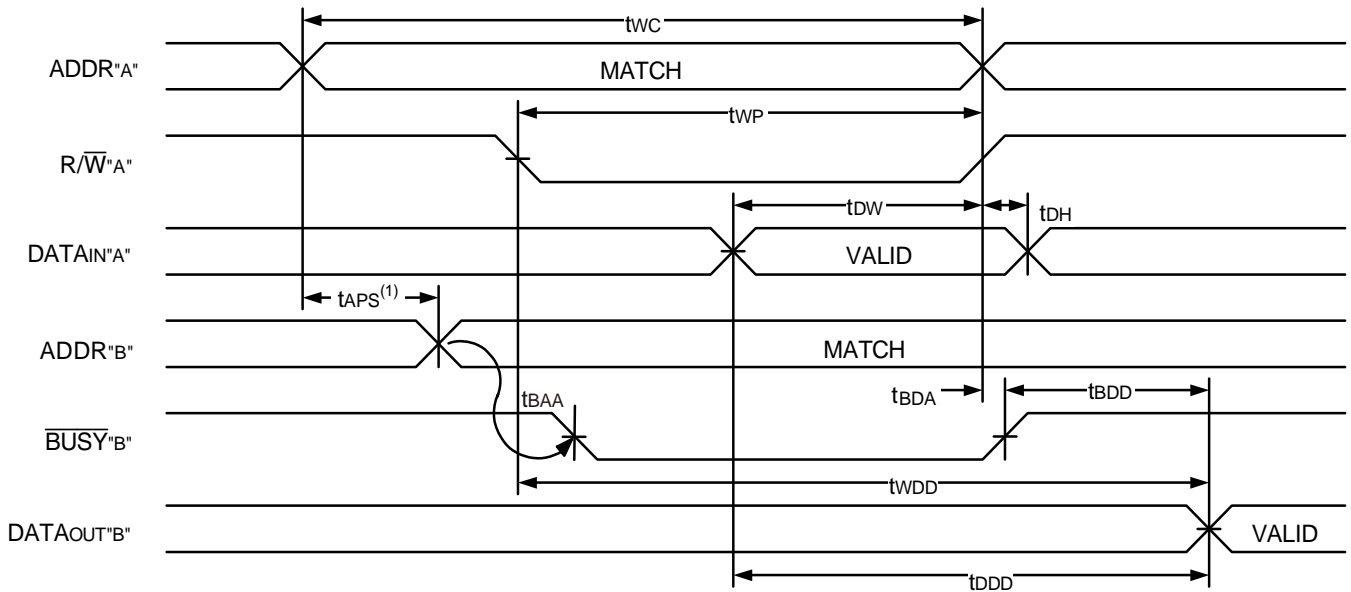 tWC
ADDR"A"
MATCH
tWP
R/W̅"A"
tDW
tDH
DATAIN"A"
VALID
tAPS(1)
ADDR"B"
MATCH
tBAA
tBDA
tBDD
B̅U̅S̅Y̅"B"
tWDD
DATAOUT"B"
VALID
tDDD